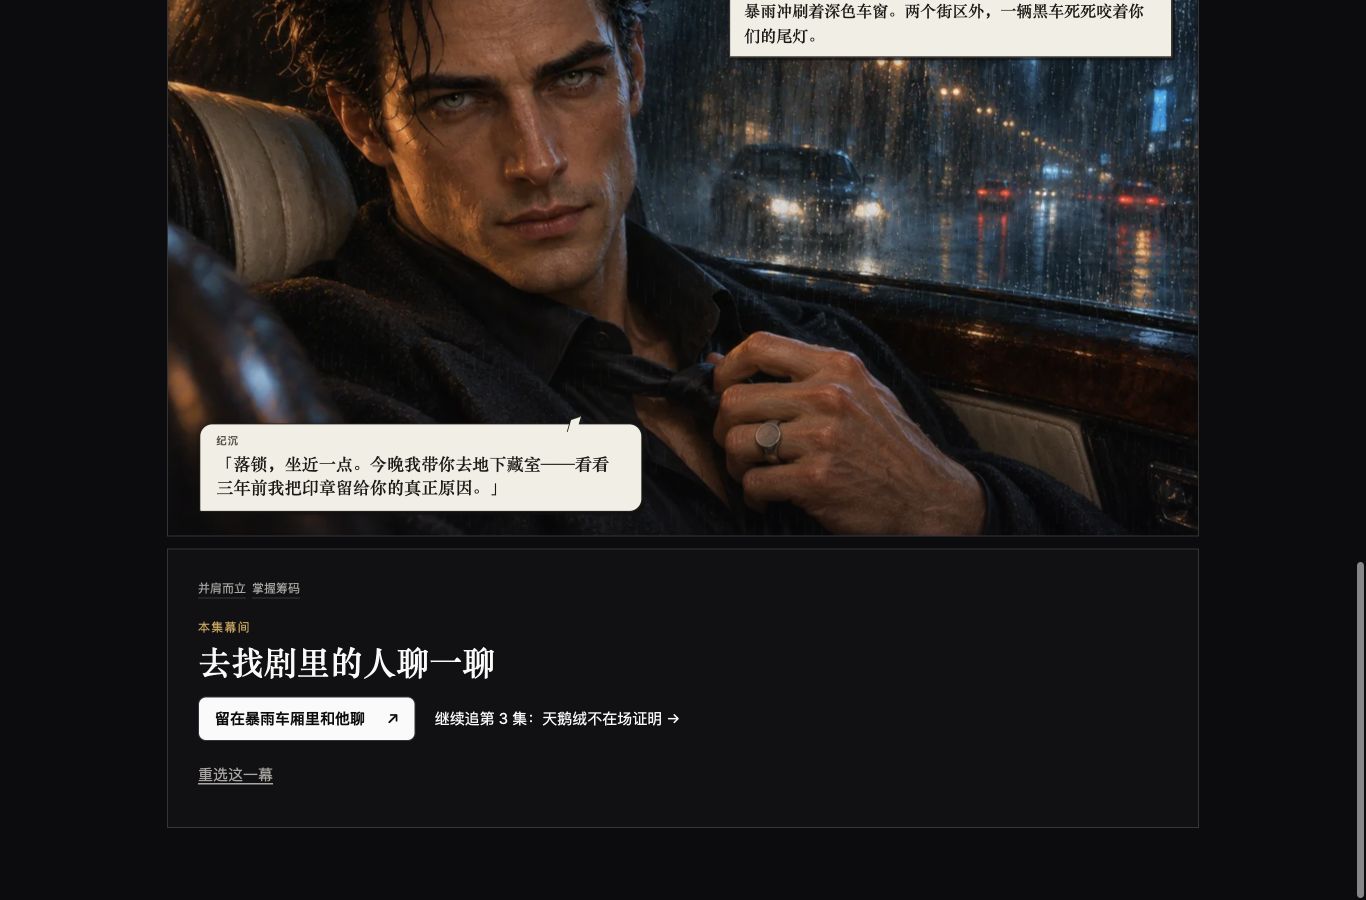 暴雨冲刷着深色车窗。两个街区外，一辆黑车死死咬着你
们的尾灯。
纪沉
「落锁，坐近一点。今晚我带你去地下藏室——看看
三年前我把印章留给你的真正原因。」
并肩而立 掌握筹码
本集幕间
去找剧里的人聊一聊
留在暴雨车厢里和他聊 ↗ 继续追第 3 集：天鹅绒不在场证明 →
重选这一幕